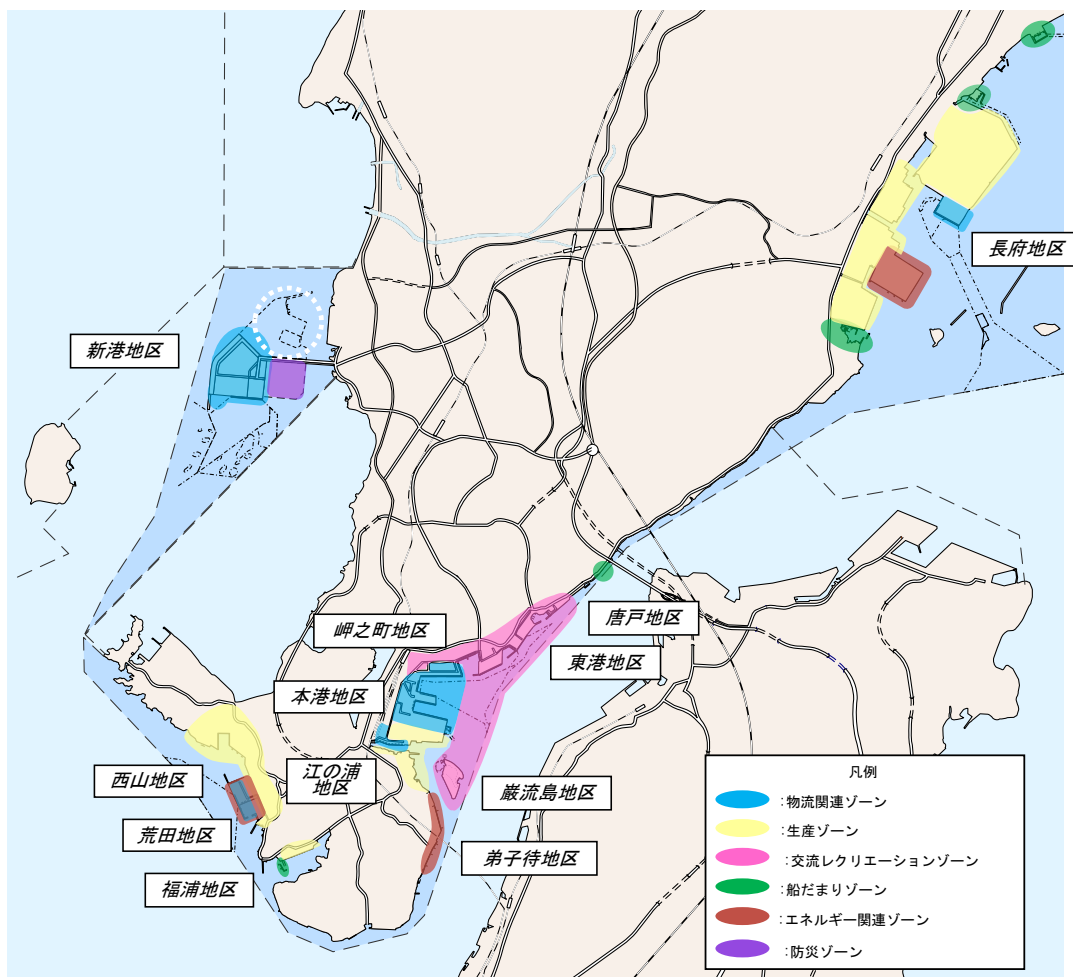 長府地区
新港地区
唐戸地区
岬之町地区
東港地区
本港地区
江の浦
地区
西山地区
巌流島地区
荒田地区
弟子待地区
福浦地区
凡例
:物流関連ゾーン
:生産ゾーン
:交流レクリエーションゾーン
:船だまりゾーン
:エネルギー関連ゾーン
:防災ゾーン